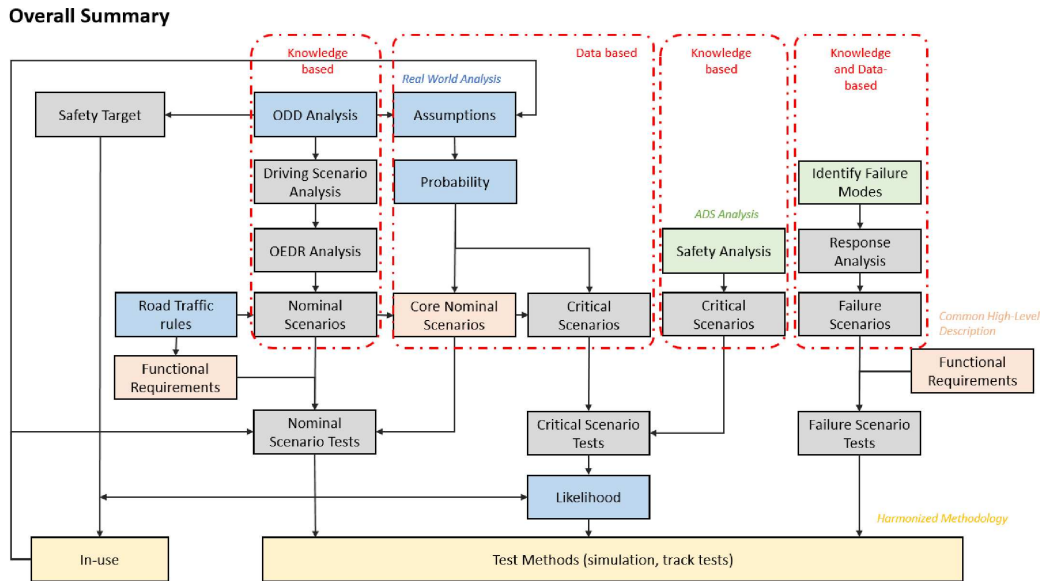 Overall Summary
Knowledge
based
Data based
Knowledge
based
Knowledge
and Data-
based
Real World Analysis
Safety Target
ODD Analysis
Assumptions
Driving Scenario
Analysis
Probability
Identify Failure
Modes
ADS Analysis
OEDR Analysis
Safety Analysis
Response
Analysis
Road Traffic
rules
Nominal
Scenarios
Core Nominal
Scenarios
Critical
Scenarios
Critical
Scenarios
Failure
Scenarios
Common High-Level
Description
Functional
Requirements
Functional
Requirements
Nominal
Scenario Tests
Critical Scenario
Tests
Failure Scenario
Tests
Likelihood
Harmonized Methodology
In-use
Test Methods (simulation, track tests)